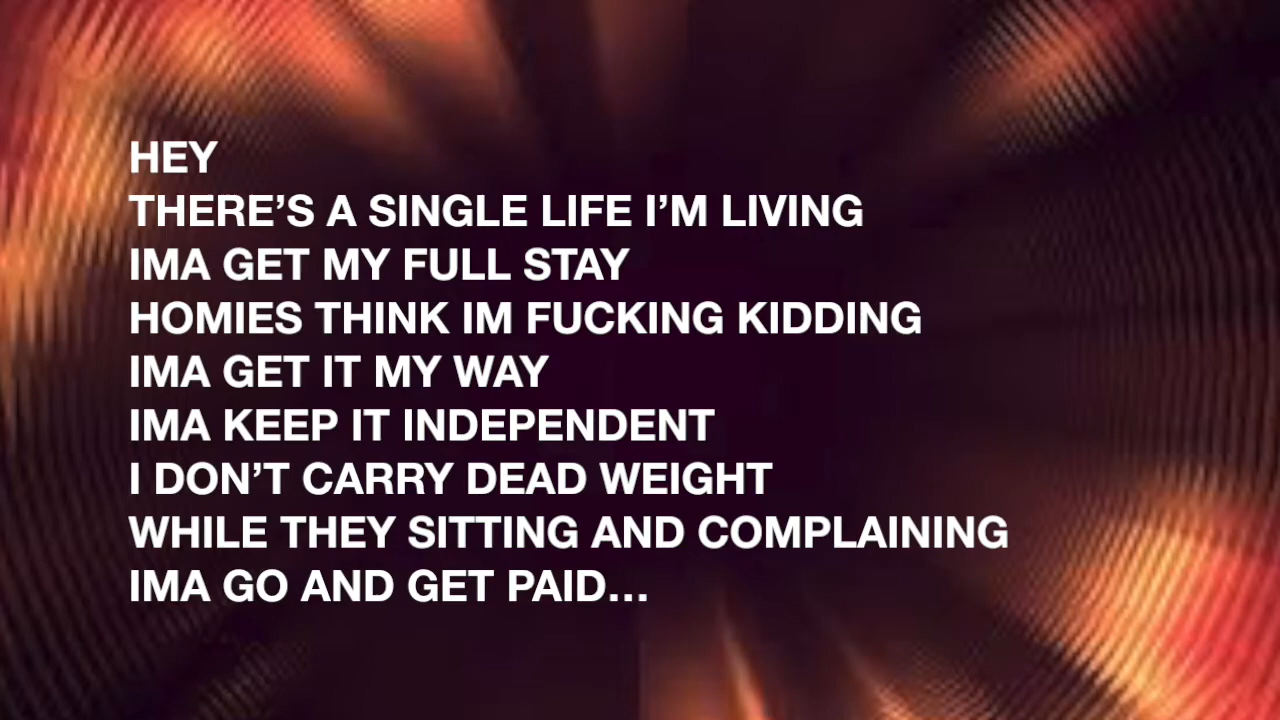 HEY
THERE’S A SINGLE LIFE I’M LIVING
IMA GET MY FULL STAY
HOMIES THINK IM FUCKING KIDDING
IMA GET IT MY WAY
IMA KEEP IT INDEPENDENT
I DON’T CARRY DEAD WEIGHT
WHILE THEY SITTING AND COMPLAINING
IMA GO AND GET PAID...